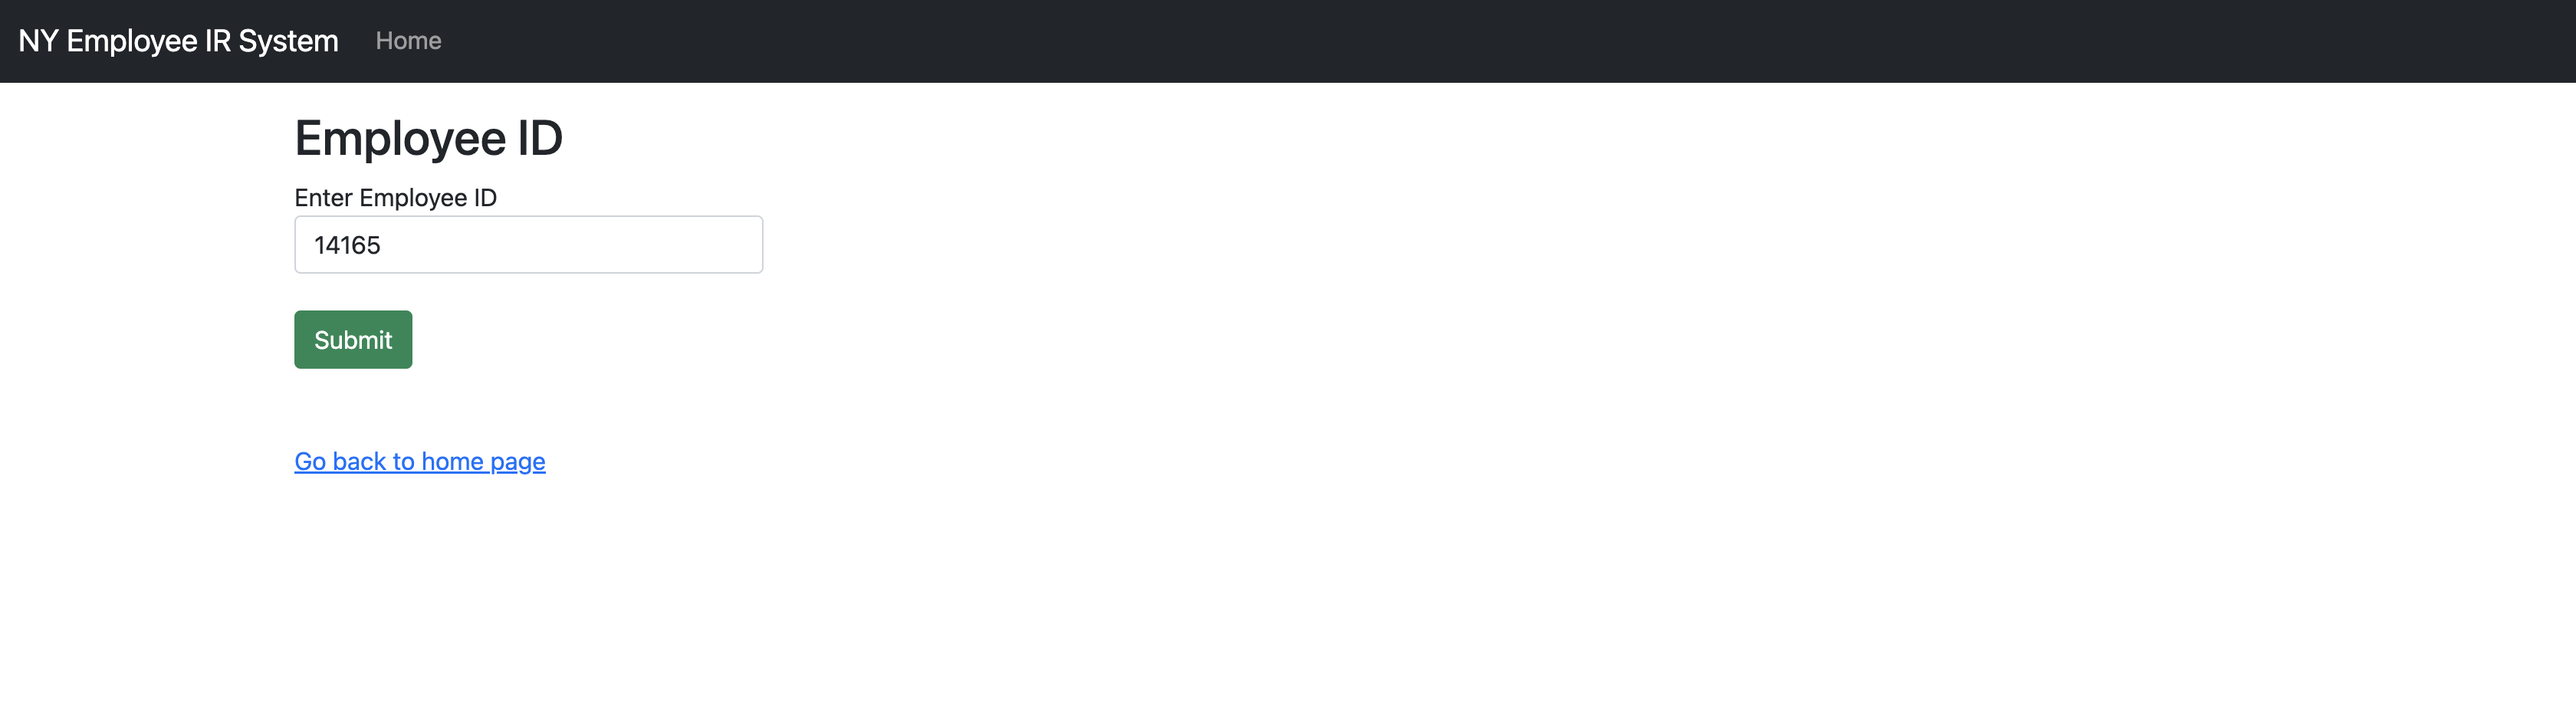 NY Employee IR System Home
Employee ID
Enter Employee ID
14165
Submit
Go back to home page